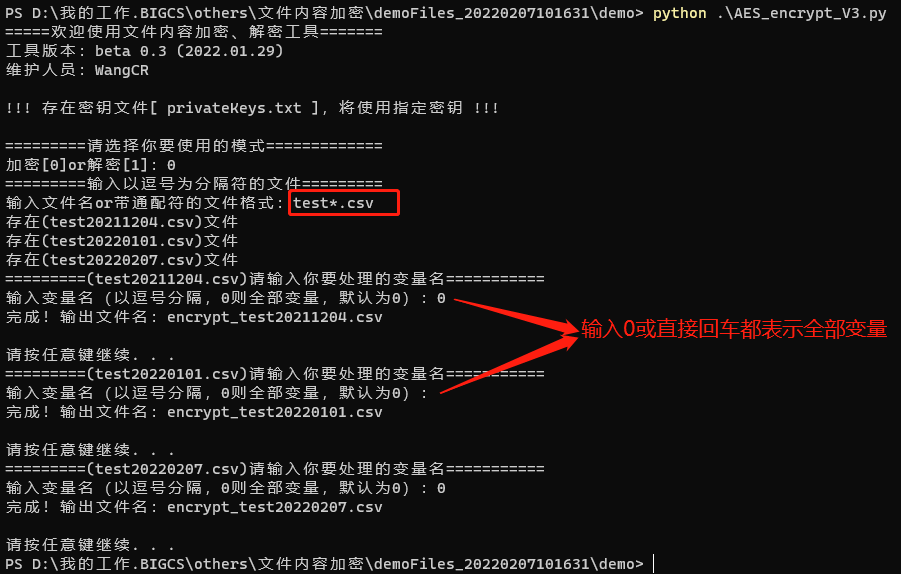 PS D:\我的工作.BIGCS\others\文件内容加密\demoFiles_20220207101631\demo> python .\AES_encrypt_V3.py
=====欢迎使用文件内容加密、解密工具=======
工具版本：beta 0.3 (2022.01.29)
维护人员：WangCR
!!! 存在密钥文件[ privateKeys.txt ]，将使用指定密钥 !!!
=========请选择你要使用的模式=============
加密[0]or解密[1]：0
=========输入以逗号为分隔符的文件=========
输入文件名or带通配符的文件格式：test*.csv
存在(test20211204.csv)文件
存在(test20220101.csv)文件
存在(test20220207.csv)文件
=========(test20211204.csv)请输入你要处理的变量名===========
输入变量名（以逗号分隔，0则全部变量，默认为0）：0
完成！输出文件名：encrypt_test20211204.csv
输入0或直接回车都表示全部变量
请按任意键继续. . .
=========(test20220101.csv)请输入你要处理的变量名===========
输入变量名（以逗号分隔，0则全部变量，默认为0）：
完成！输出文件名：encrypt_test20220101.csv
请按任意键继续. . .
=========(test20220207.csv)请输入你要处理的变量名===========
输入变量名（以逗号分隔，0则全部变量，默认为0）：0
完成！输出文件名：encrypt_test20220207.csv
请按任意键继续. . .
PS D:\我的工作.BIGCS\others\文件内容加密\demoFiles_20220207101631\demo>